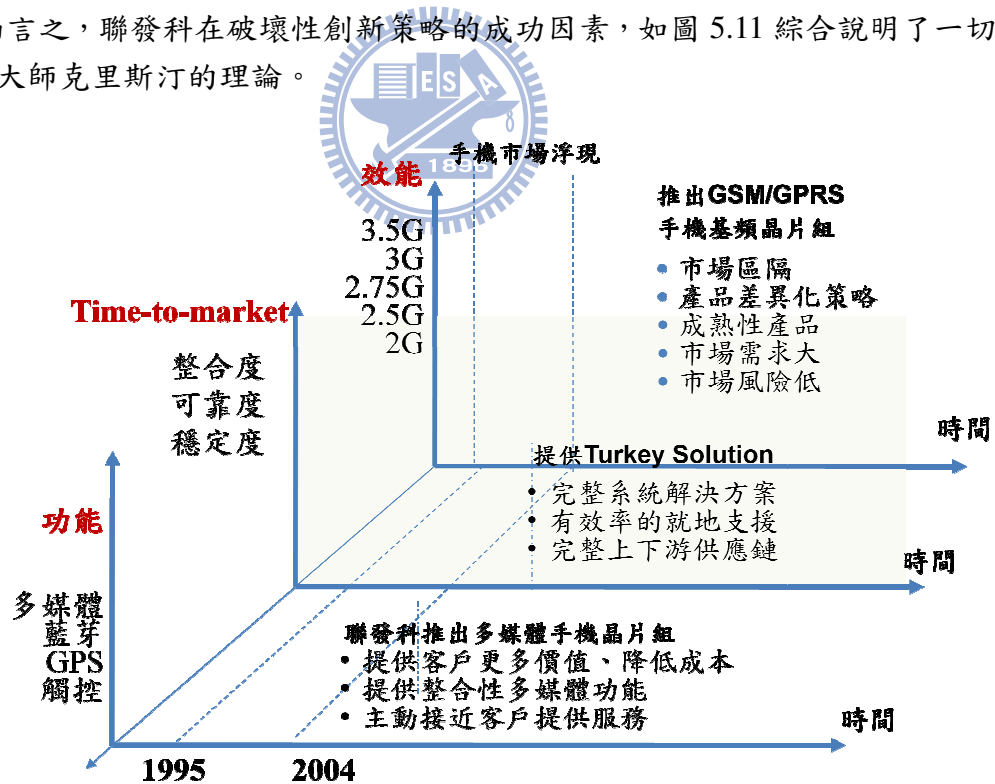 言之，聯發科在破壞性創新策略的成功因素，如圖 5.11 綜合說明了一切
大師克里斯汀的理論。
ES A
1896
手機市場浮現
效能
3.5G
3G
2.75G
2.5G
2G
推出GSM/GPRS
手機基頻晶片組
• 市場區隔
• 產品差異化策略
• 成熟性產品
• 市場需求大
• 市場風險低
時間
Time-to-market
整合度
可靠度
穩定度
提供Turkey Solution
• 完整系統解決方案
• 有效率的就地支援
• 完整上下游供應鏈
時間
功能
多媒體
藍芽
GPS
觸控
聯發科推出多媒體手機晶片組
• 提供客戶更多價值、降低成本
• 提供整合性多媒體功能
• 主動接近客戶提供服務
時間
1995 2004